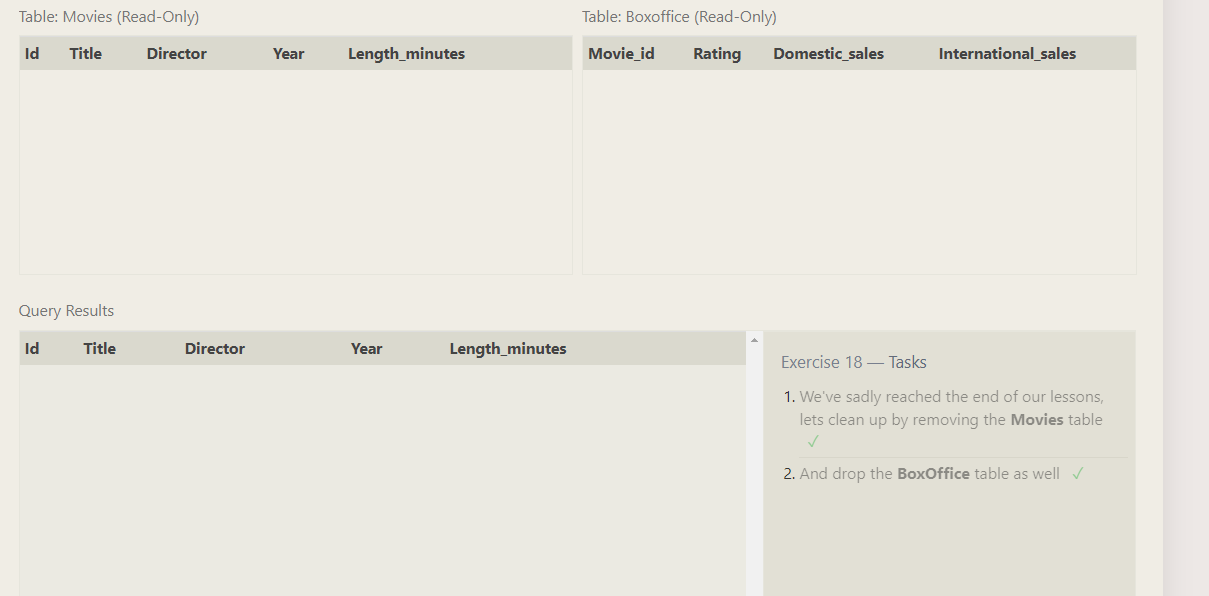 Table: Movies (Read-Only)
Table: Boxoffice (Read-Only)
Id Title Director Year Length_minutes
Movie_id Rating Domestic_sales International_sales
Query Results
Id Title Director Year Length_minutes
Exercise 18 — Tasks
1. We've sadly reached the end of our lessons,
lets clean up by removing the Movies table
✓
2. And drop the BoxOffice table as well ✓